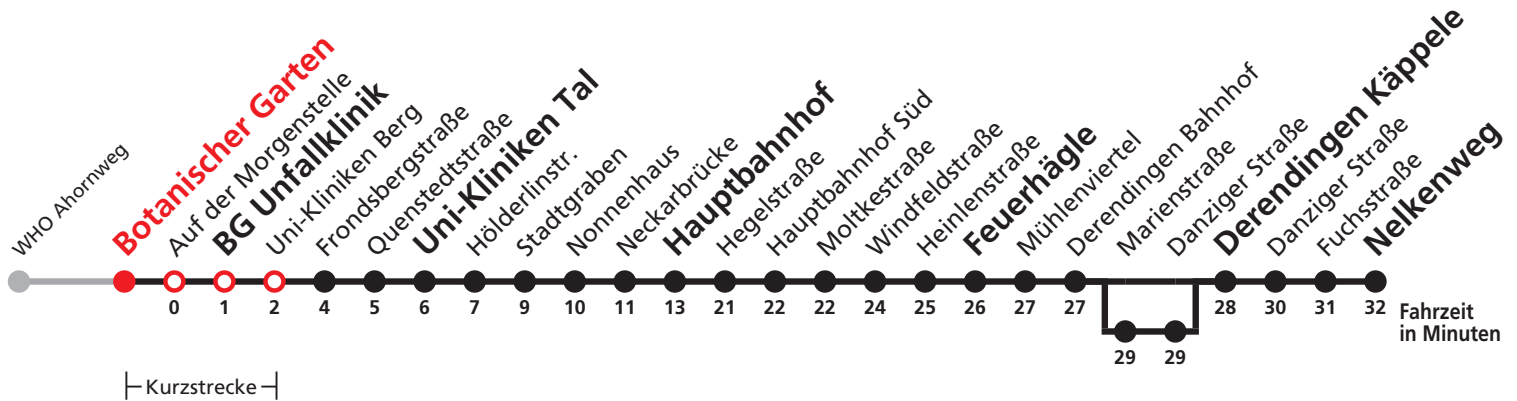 WHO Ahornweg
Botanischer Garten
Auf der Morgenstelle
BG Unfallklinik
Uni-Kliniken Berg
Frondsbergstraße
Quenstedtstraße
Uni-Kliniken Tal
Hölderlinstr.
Stadtgraben
Nonnenhaus
Neckarbrücke
Hauptbahnhof
Hegelstraße
Hauptbahnhof Süd
Moltkestraße
Windfeldstraße
Heinlenstraße
Feuerhägle
Mühlenviertel
Derendingen Bahnhof
Marienstraße
Danziger Straße
Derendingen Käppele
Danziger Straße
Fuchsstraße
Nelkenweg
0 1 2 4 5 6 7 9 10 11 13 21 22 22 24 25 26 27 27 28 30 31 32
Fahrzeit
in Minuten
29 29
Kurzstrecke